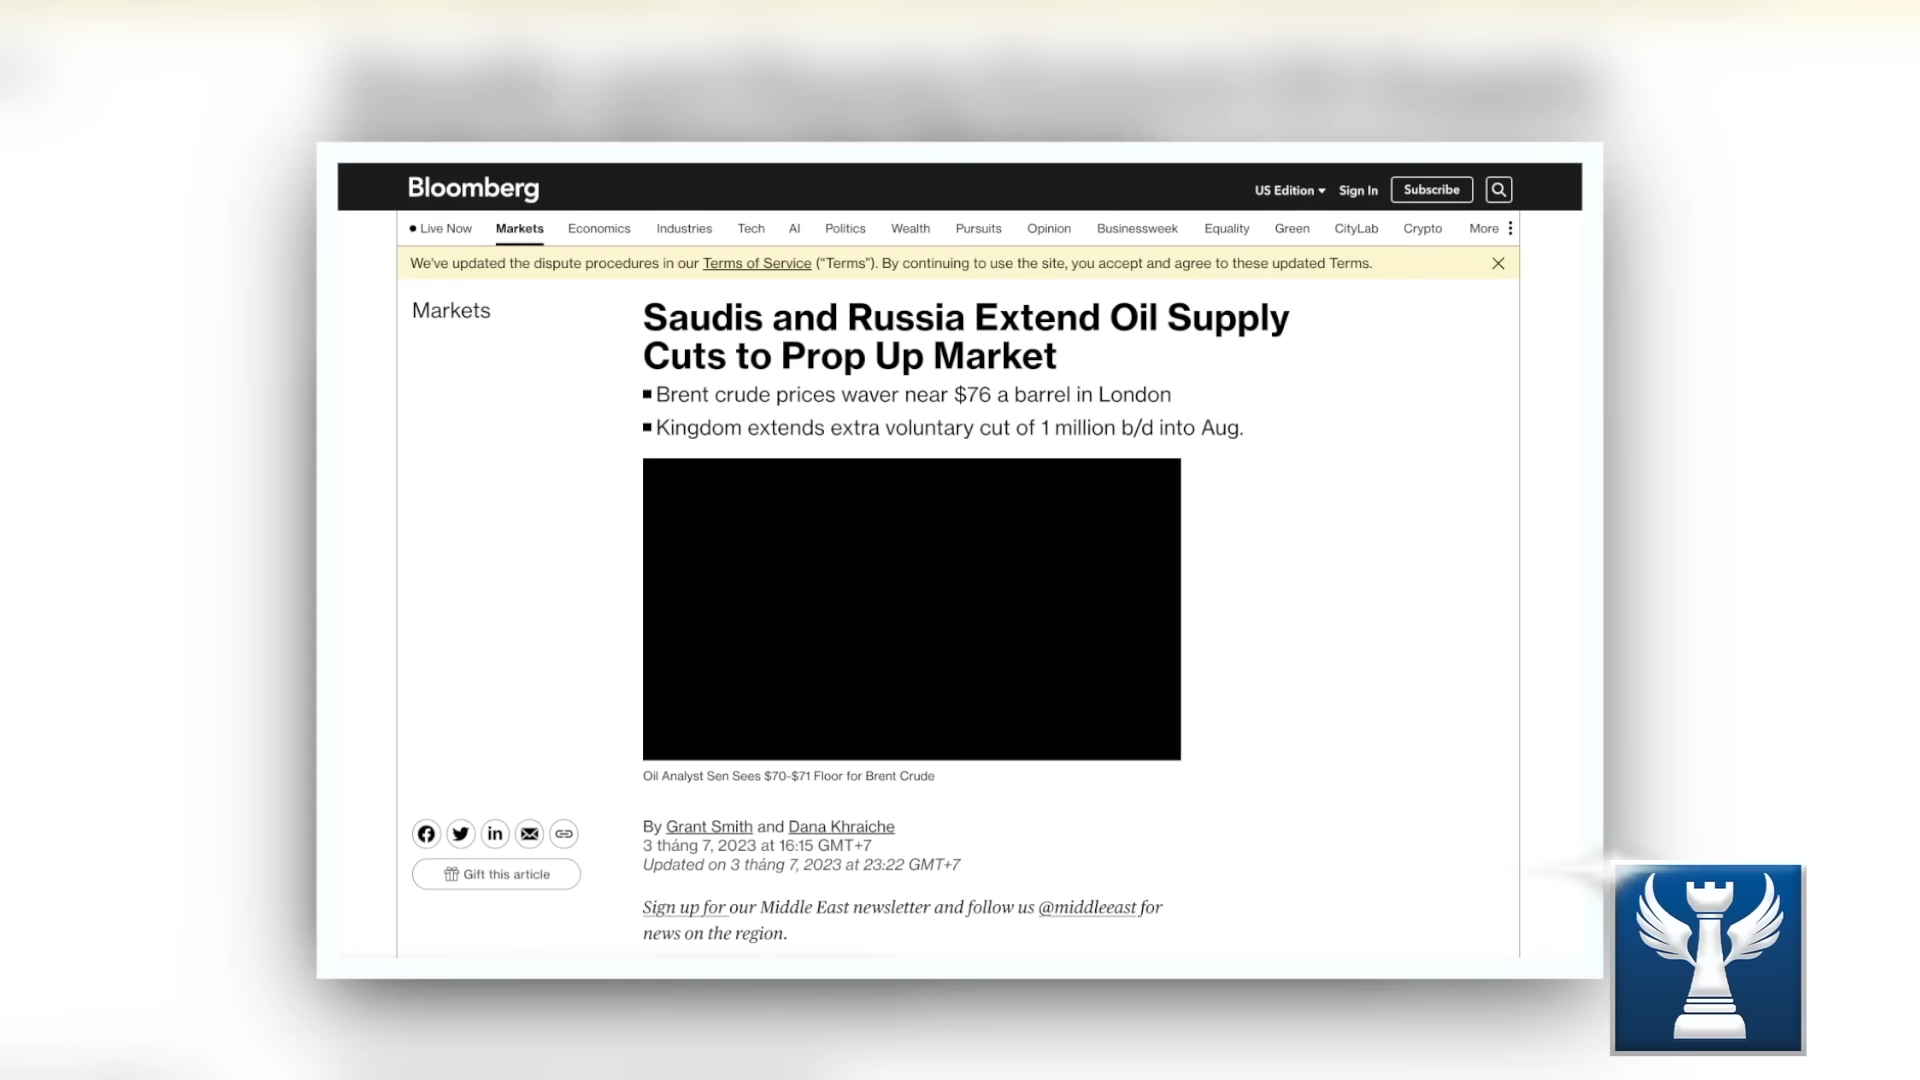 Bloomberg
US Edition Sign In Subscribe
Live Now Markets Economics Industries Tech AI Politics Wealth Pursuits Opinion Businessweek Equality Green CityLab Crypto More
We've updated the dispute procedures in our Terms of Service (“Terms”). By continuing to use the site, you accept and agree to these updated Terms.
Markets
Saudis and Russia Extend Oil Supply
Cuts to Prop Up Market
Brent crude prices waver near $76 a barrel in London
Kingdom extends extra voluntary cut of 1 million b/d into Aug.
Oil Analyst Sen Sees $70-$71 Floor for Brent Crude
By Grant Smith and Dana Khraiche
3 tháng 7, 2023 at 16:15 GMT+7
Updated on 3 tháng 7, 2023 at 23:22 GMT+7
Gift this article
Sign up for our Middle East newsletter and follow us @middleeast for
news on the region.